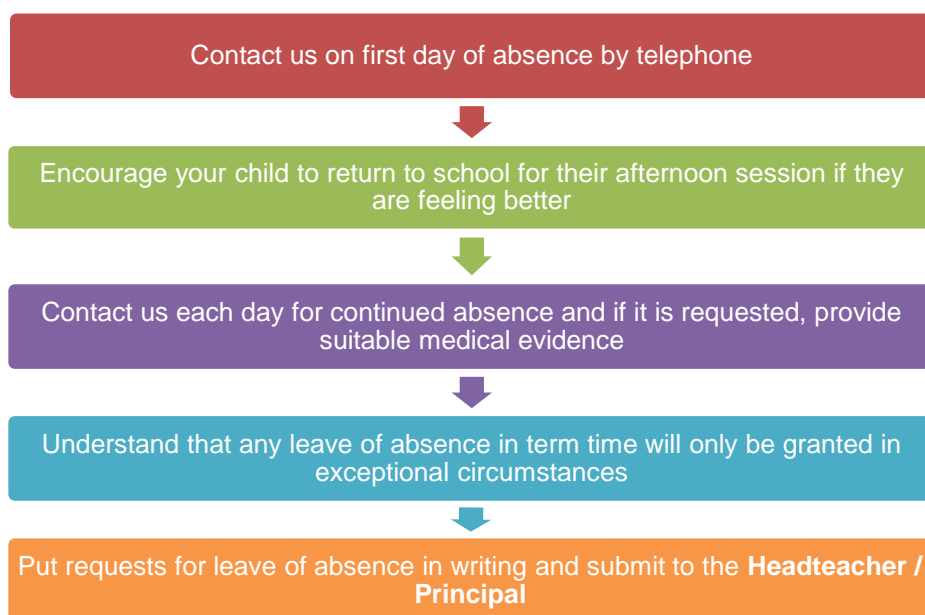 Contact us on first day of absence by telephone
Encourage your child to return to school for their afternoon session if they
are feeling better
Contact us each day for continued absence and if it is requested, provide
suitable medical evidence
Understand that any leave of absence in term time will only be granted in
exceptional circumstances
Put requests for leave of absence in writing and submit to the Headteacher /
Principal